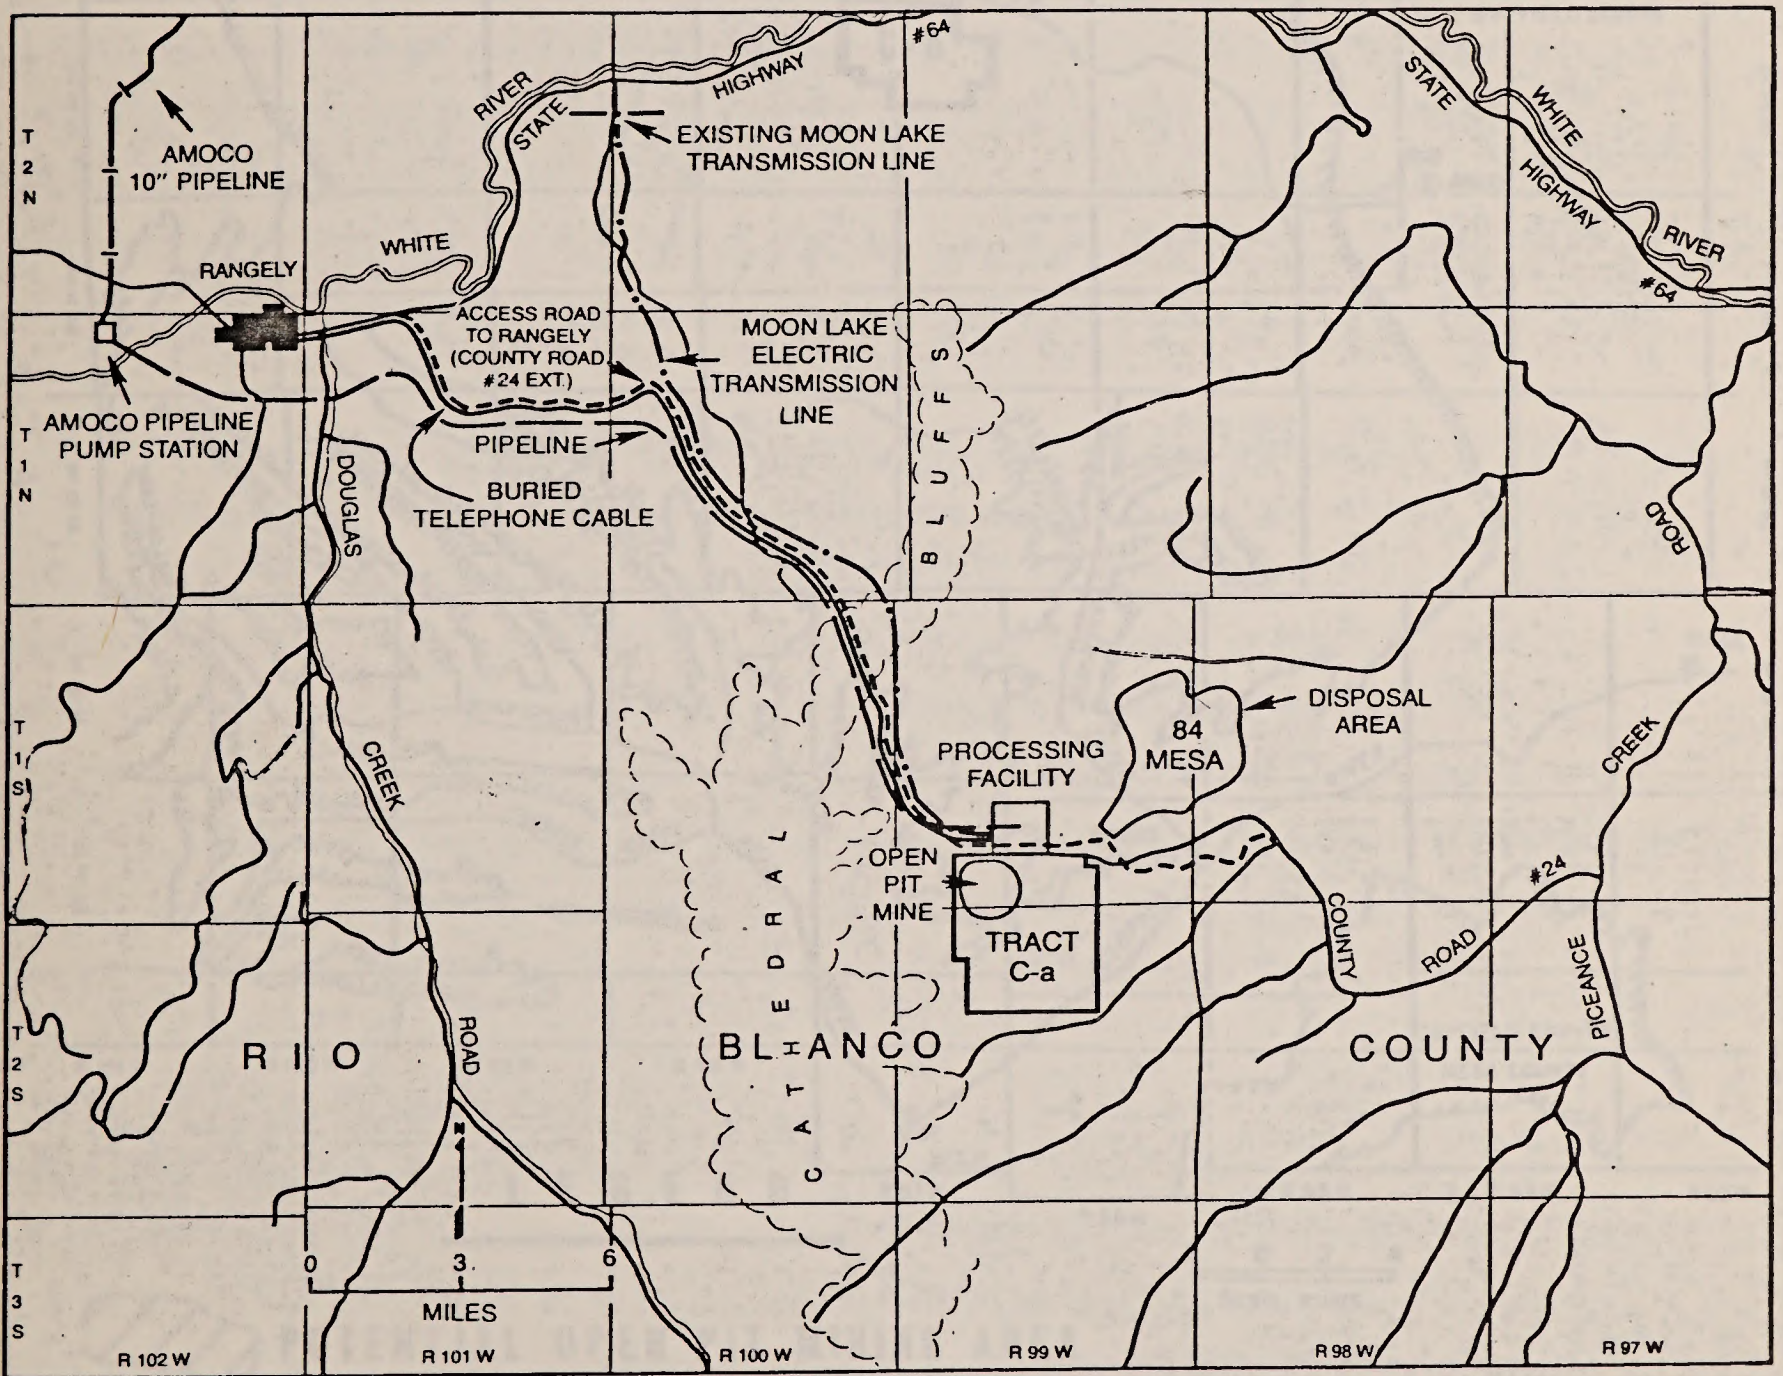 #64
RIVER
STATE
HIGHWAY
STATE
WHITE
HIGHWAY
RIVER
#64
T
2
N
AMOCO
10" PIPELINE
EXISTING MOON LAKE
TRANSMISSION LINE
RANGELY
WHITE
ACCESS ROAD
TO RANGELY
(COUNTY ROAD
#24 EXT.)
MOON LAKE
ELECTRIC
TRANSMISSION
LINE
BLUFFS
AMOCO PIPELINE
PUMP STATION
T
1
N
PIPELINE
BURIED
TELEPHONE CABLE
DOUGLAS
ROAD
T
1
S
CREEK
PROCESSING
FACILITY
84
MESA
DISPOSAL
AREA
CREEK
OPEN
PIT
MINE
TRACT
C-a
CATHEDRAL
COUNTY
ROAD
#24
PICEANCE
T
2
S
RIO
ROAD
BLANCO
COUNTY
N
0 3 6
MILES
T
3
S
R 102 W
R 101 W
R 100 W
R 99 W
R 98 W
R 97 W